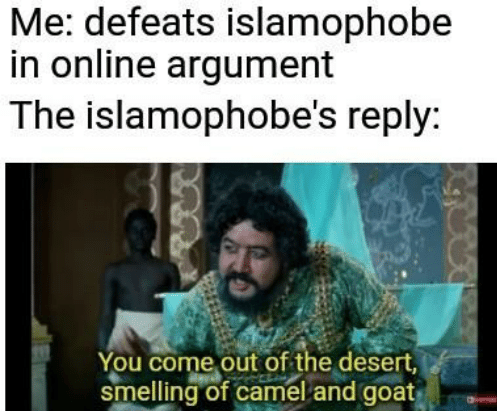 Me: defeats islamophobe
in online argument
The islamophobe's reply:
You come out of the desert,
smelling of camel and goat